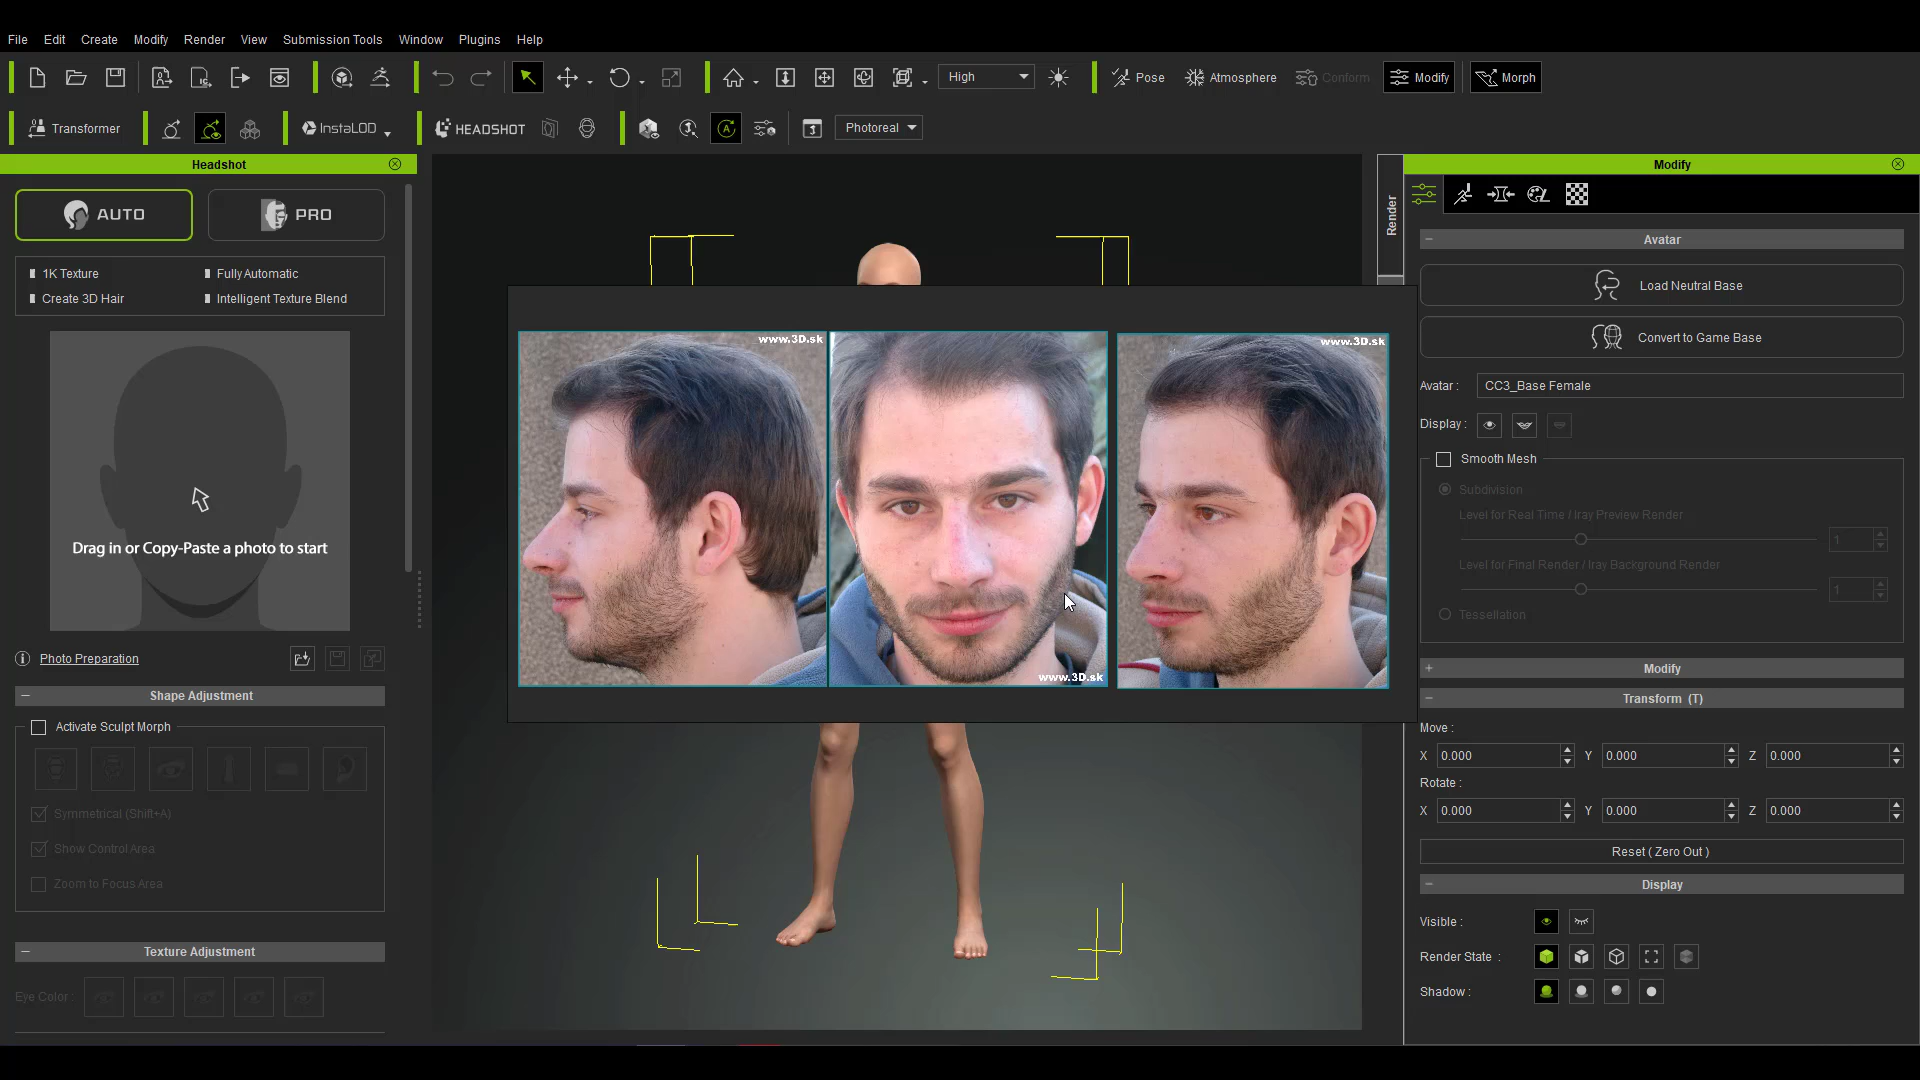 File Edit Create Modify Render View Submission Tools Window Plugins Help
High Pose Atmosphere Conform Modify Morph
Transformer InstaLOD HEADSHOT Photoreal
Headshot
AUTO PRO
1K Texture Fully Automatic
Create 3D Hair Intelligent Texture Blend
Drag in or Copy-Paste a photo to start
Photo Preparation
Shape Adjustment
Activate Sculpt Morph
Symmetrical (Shift+A)
Show Control Area
Zoom to Focus Area
Texture Adjustment
Eye Color :
www.3D.sk
www.3D.sk
www.3D.sk
Render
Modify
Avatar
Load Neutral Base
Convert to Game Base
Avatar : CC3_Base Female
Display :
Smooth Mesh
Subdivision
Level for Real Time / Iray Preview Render
1
Level for Final Render / Iray Background Render
1
Tessellation
Modify
Transform (T)
Move :
X 0.000 Y 0.000 Z 0.000
Rotate :
X 0.000 Y 0.000 Z 0.000
Reset ( Zero Out )
Display
Visible :
Render State :
Shadow :